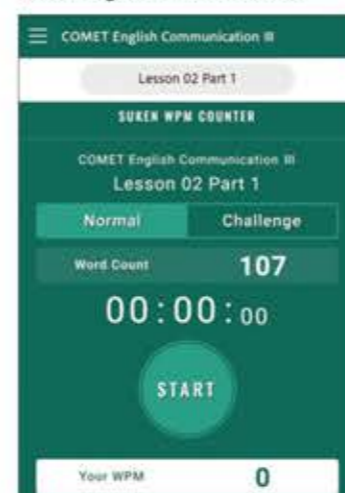 COMET English Communication III
Lesson 02 Part 1
SUKEN WPM COUNTER
COMET English Communication III
Lesson 02 Part 1
Normal Challenge
Word Count 107
00:00:00
START
Your WPM 0